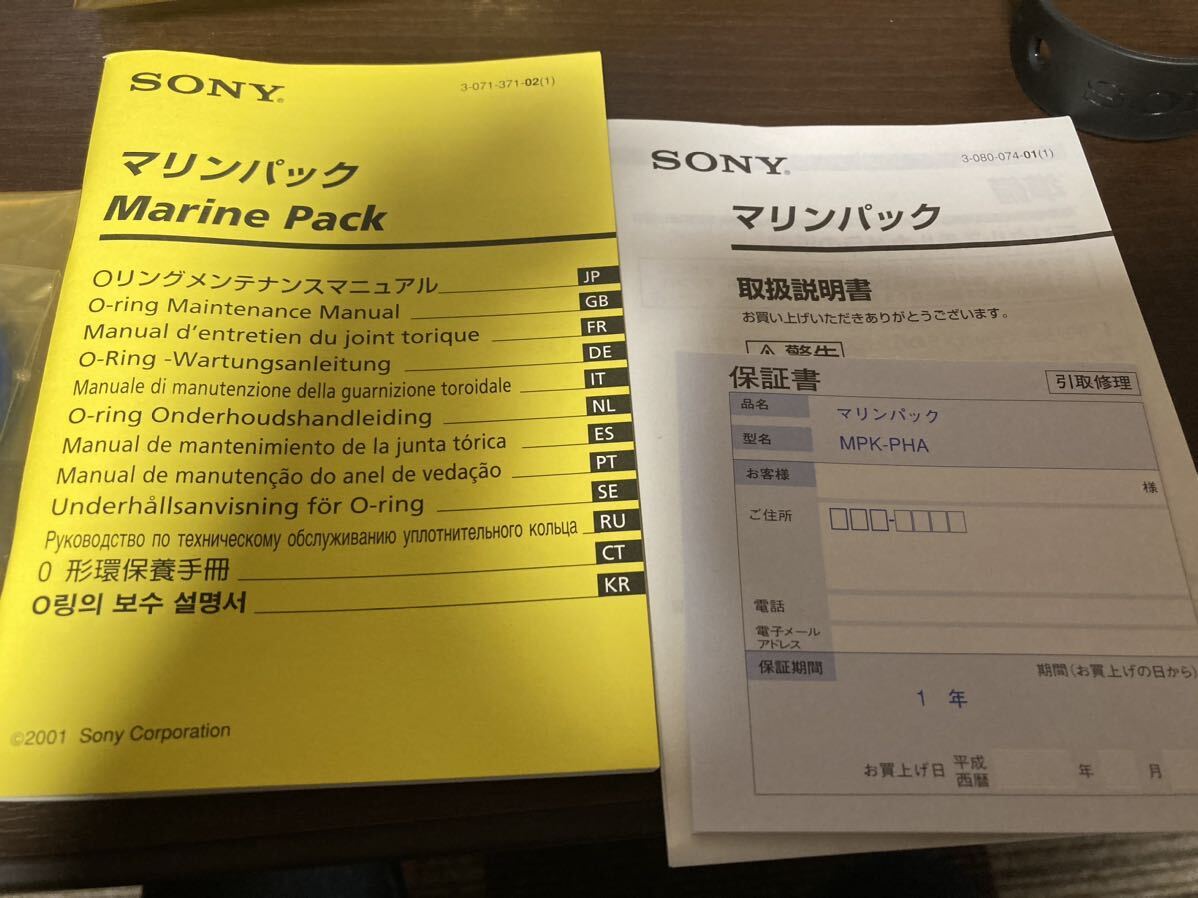 SONY®
3-071-371-02(1)
マリンパック
Marine Pack
Oリングメンテナンスマニュアル JP
O-ring Maintenance Manual GB
Manual d'entretien du joint torique FR
O-Ring -Wartungsanleitung DE
Manuale di manutenzione della guarnizione toroidale IT
O-ring Onderhoudshandleiding NL
Manual de mantenimiento de la junta tórica ES
Manual de manutenção do anel de vedação PT
Underhållsanvisning för O-ring SE
Руководство по техническому обслуживанию уплотнительного кольца RU
O 形環保養手冊 CT
O링의 보수 설명서 KR
©2001 Sony Corporation
SONY®
3-080-074-01(1)
マリンパック
取扱説明書
お買い上げいただきありがとうございます。
警告
保証書
引取修理
品名 マリンパック
型名 MPK-PHA
お客様 様
ご住所
電話
電子メール
アドレス
保証期間 期間(お買上げの日から)
1 年
お買上げ日 平成
西暦 年 月